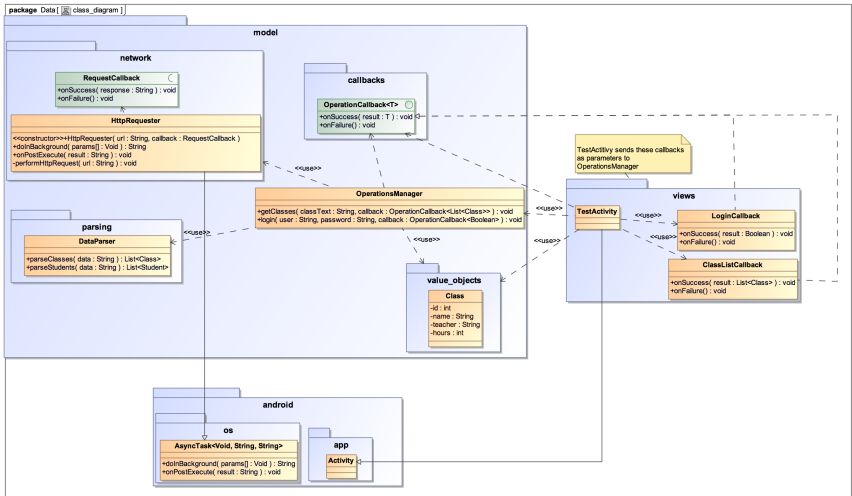 package Data [ class_diagram ]
model
network
RequestCallback
+onSuccess( response : String ) : void
+onFailure() : void
HttpRequester
<<constructor>>+HttpRequester( url : String, callback : RequestCallback )
+doInBackground( params[] : Void ) : String
+onPostExecute( result : String ) : void
-performHttpRequest( url : String ) : void
callbacks
OperationCallback<T>
+onSuccess( result : T ) : void
+onFailure() : void
<<use>>
OperationsManager
+getClasses( classText : String, callback : OperationCallback<List<Class>> ) : void
+login( user : String, password : String, callback : OperationCallback<Boolean> ) : void
parsing
DataParser
+parseClasses( data : String ) : List<Class>
+parseStudents( data : String ) : List<Student>
<<use>>
<<use>>
value_objects
Class
-id : int
-name : String
-teacher : String
-hours : int
TestActitivy sends these callbacks
as parameters to
OperationsManager
views
TestActivity
<<use>>
<<use>>
<<use>>
<<use>>
LoginCallback
+onSuccess( result : Boolean ) : void
+onFailure() : void
ClassListCallback
+onSuccess( result : List<Class> ) : void
+onFailure() : void
android
os
AsyncTask<Void, String, String>
+doInBackground( params[] : Void ) : String
+onPostExecute( result : String ) : void
app
Activity